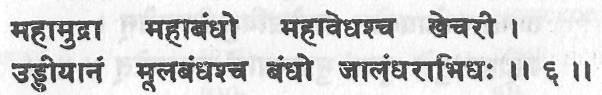 महामुद्रा महाबंधो महावेधश्च खेचरी ।
उड्डीयानं मूलबंधश्च बंधो जालंधराभिधः ।। ६ ।।